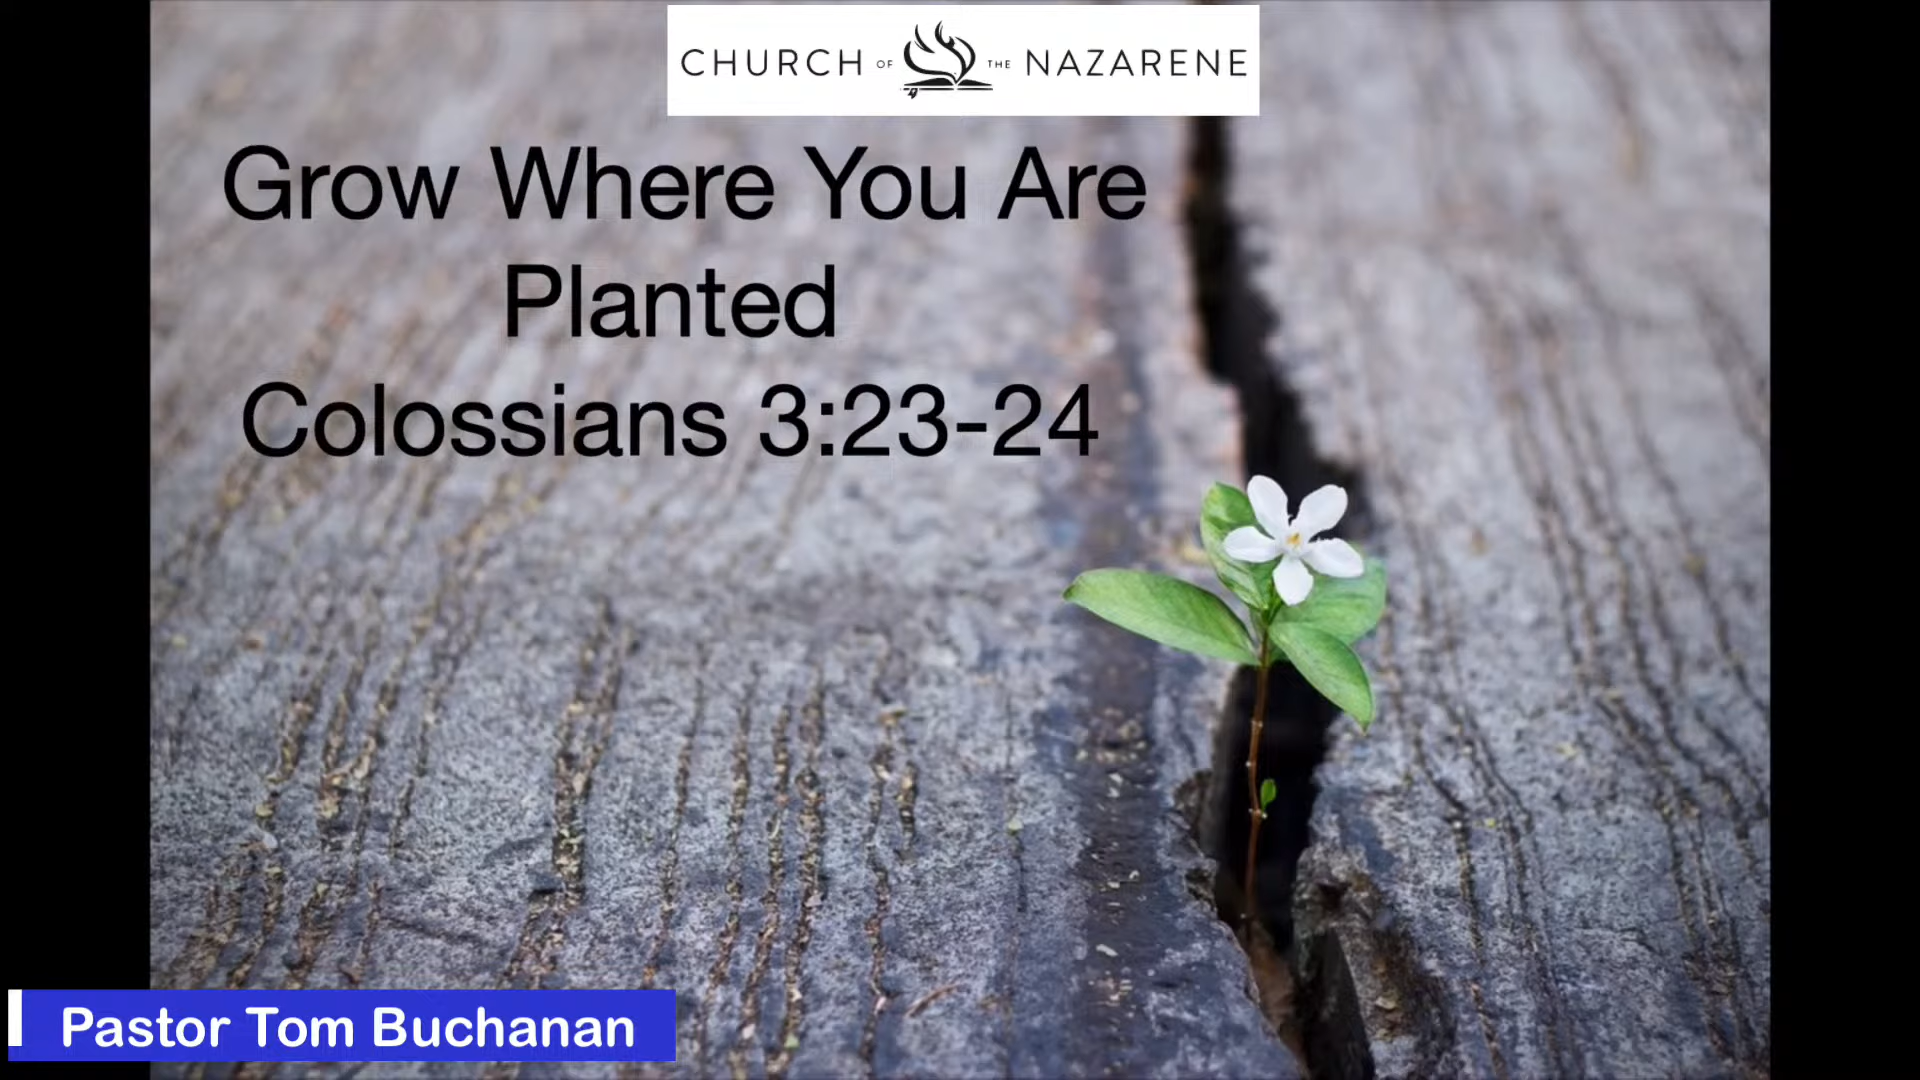 CHURCH OF THE NAZARENE
Grow Where You Are
Planted
Colossians 3:23-24
Pastor Tom Buchanan